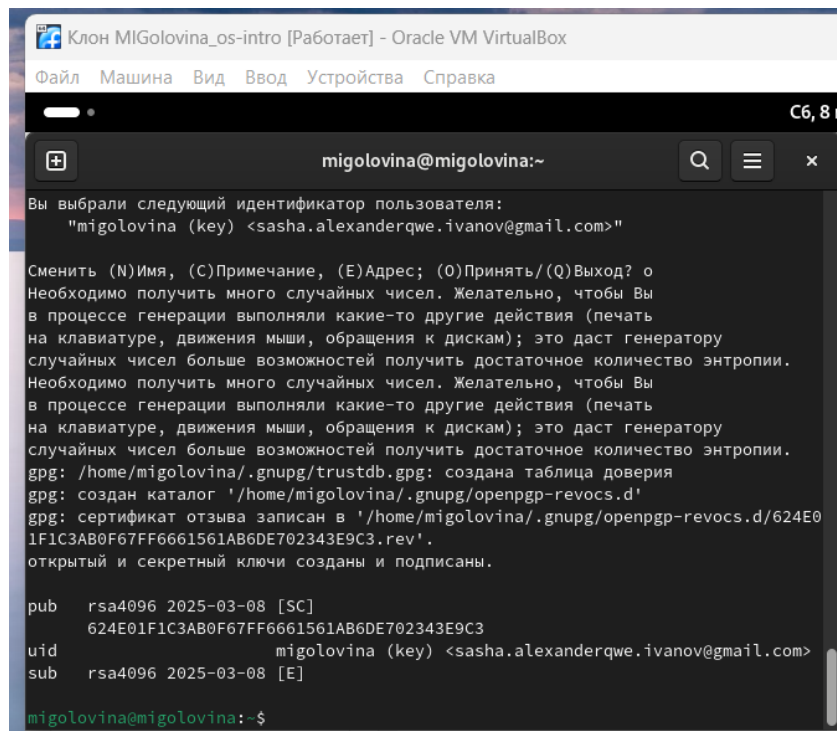 Клон MIGolovina_os-intro [Работает] - Oracle VM VirtualBox
Файл Машина Вид Ввод Устройства Справка
Сб, 8
migolovina@migolovina:~
Вы выбрали следующий идентификатор пользователя:
"migolovina (key) <sasha.alexanderqwe.ivanov@gmail.com>"
Сменить (N)Имя, (C)Примечание, (E)Адрес; (O)Принять/(Q)Выход? o
Необходимо получить много случайных чисел. Желательно, чтобы Вы
в процессе генерации выполняли какие-то другие действия (печать
на клавиатуре, движения мыши, обращения к дискам); это даст генератору
случайных чисел больше возможностей получить достаточное количество энтропии.
Необходимо получить много случайных чисел. Желательно, чтобы Вы
в процессе генерации выполняли какие-то другие действия (печать
на клавиатуре, движения мыши, обращения к дискам); это даст генератору
случайных чисел больше возможностей получить достаточное количество энтропии.
gpg: /home/migolovina/.gnupg/trustdb.gpg: создана таблица доверия
gpg: создан каталог '/home/migolovina/.gnupg/openpgp-revocs.d'
gpg: сертификат отзыва записан в '/home/migolovina/.gnupg/openpgp-revocs.d/624E0
1F1C3AB0F67FF6661561AB6DE702343E9C3.rev'.
открытый и секретный ключи созданы и подписаны.
pub rsa4096 2025-03-08 [SC]
624E01F1C3AB0F67FF6661561AB6DE702343E9C3
uid migolovina (key) <sasha.alexanderqwe.ivanov@gmail.com>
sub rsa4096 2025-03-08 [E]
migolovina@migolovina:~$